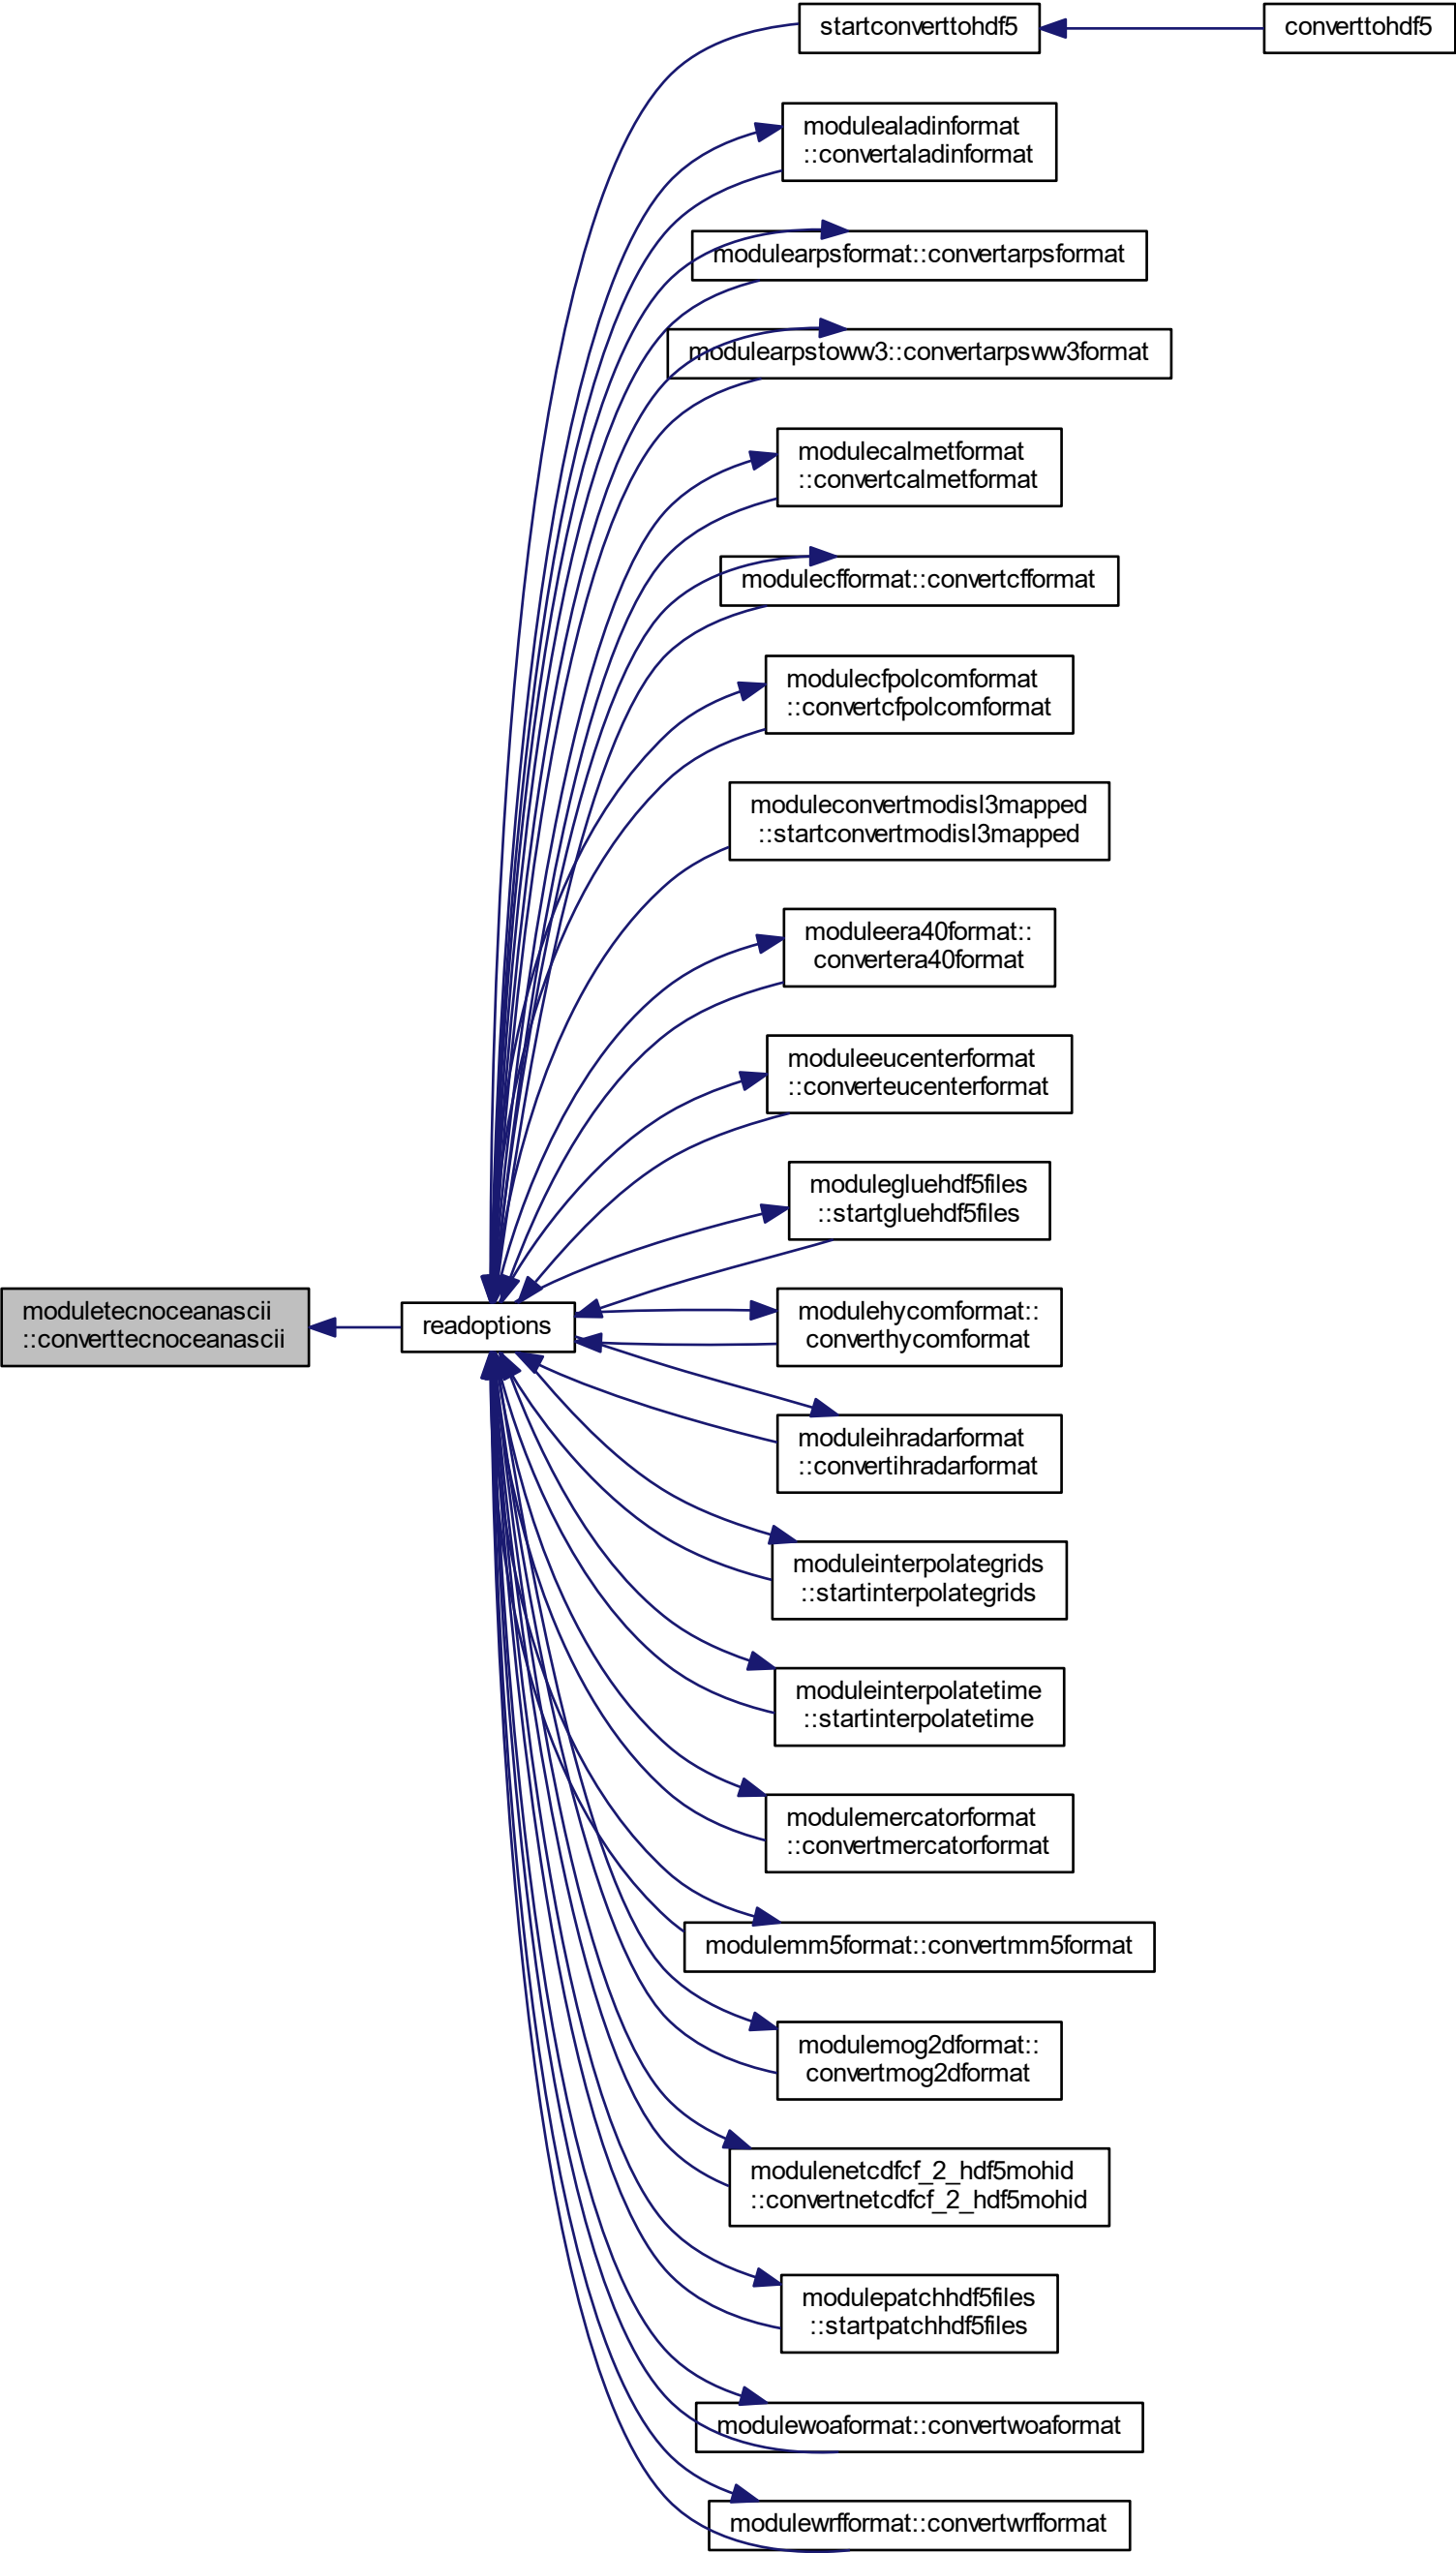 startconverttohdf5
converttohdf5
modulealadinformat
::convertaladinformat
modulearpsformat::convertarpsformat
modulearpstoww3::convertarpsww3format
modulecalmetformat
::convertcalmetformat
modulecfformat::convertcfformat
modulecfpolcomformat
::convertcfpolcomformat
moduleconvertmodisl3mapped
::startconvertmodisl3mapped
moduleera40format::
convertera40format
moduleeucenterformat
::converteucenterformat
modulegluehdf5files
::startgluehdf5files
moduletecnoceanascii
::converttecnoceanascii
readoptions
modulehycomformat::
converthycomformat
moduleihradarformat
::convertihradarformat
moduleinterpolategrids
::startinterpolategrids
moduleinterpolatetime
::startinterpolatetime
modulemercatorformat
::convertmercatorformat
modulemm5format::convertmm5format
modulemog2dformat::
convertmog2dformat
modulenetcdfcf_2_hdf5mohid
::convertnetcdfcf_2_hdf5mohid
modulepatchhdf5files
::startpatchhdf5files
modulewoaformat::convertwoaformat
modulewrfformat::convertwrfformat